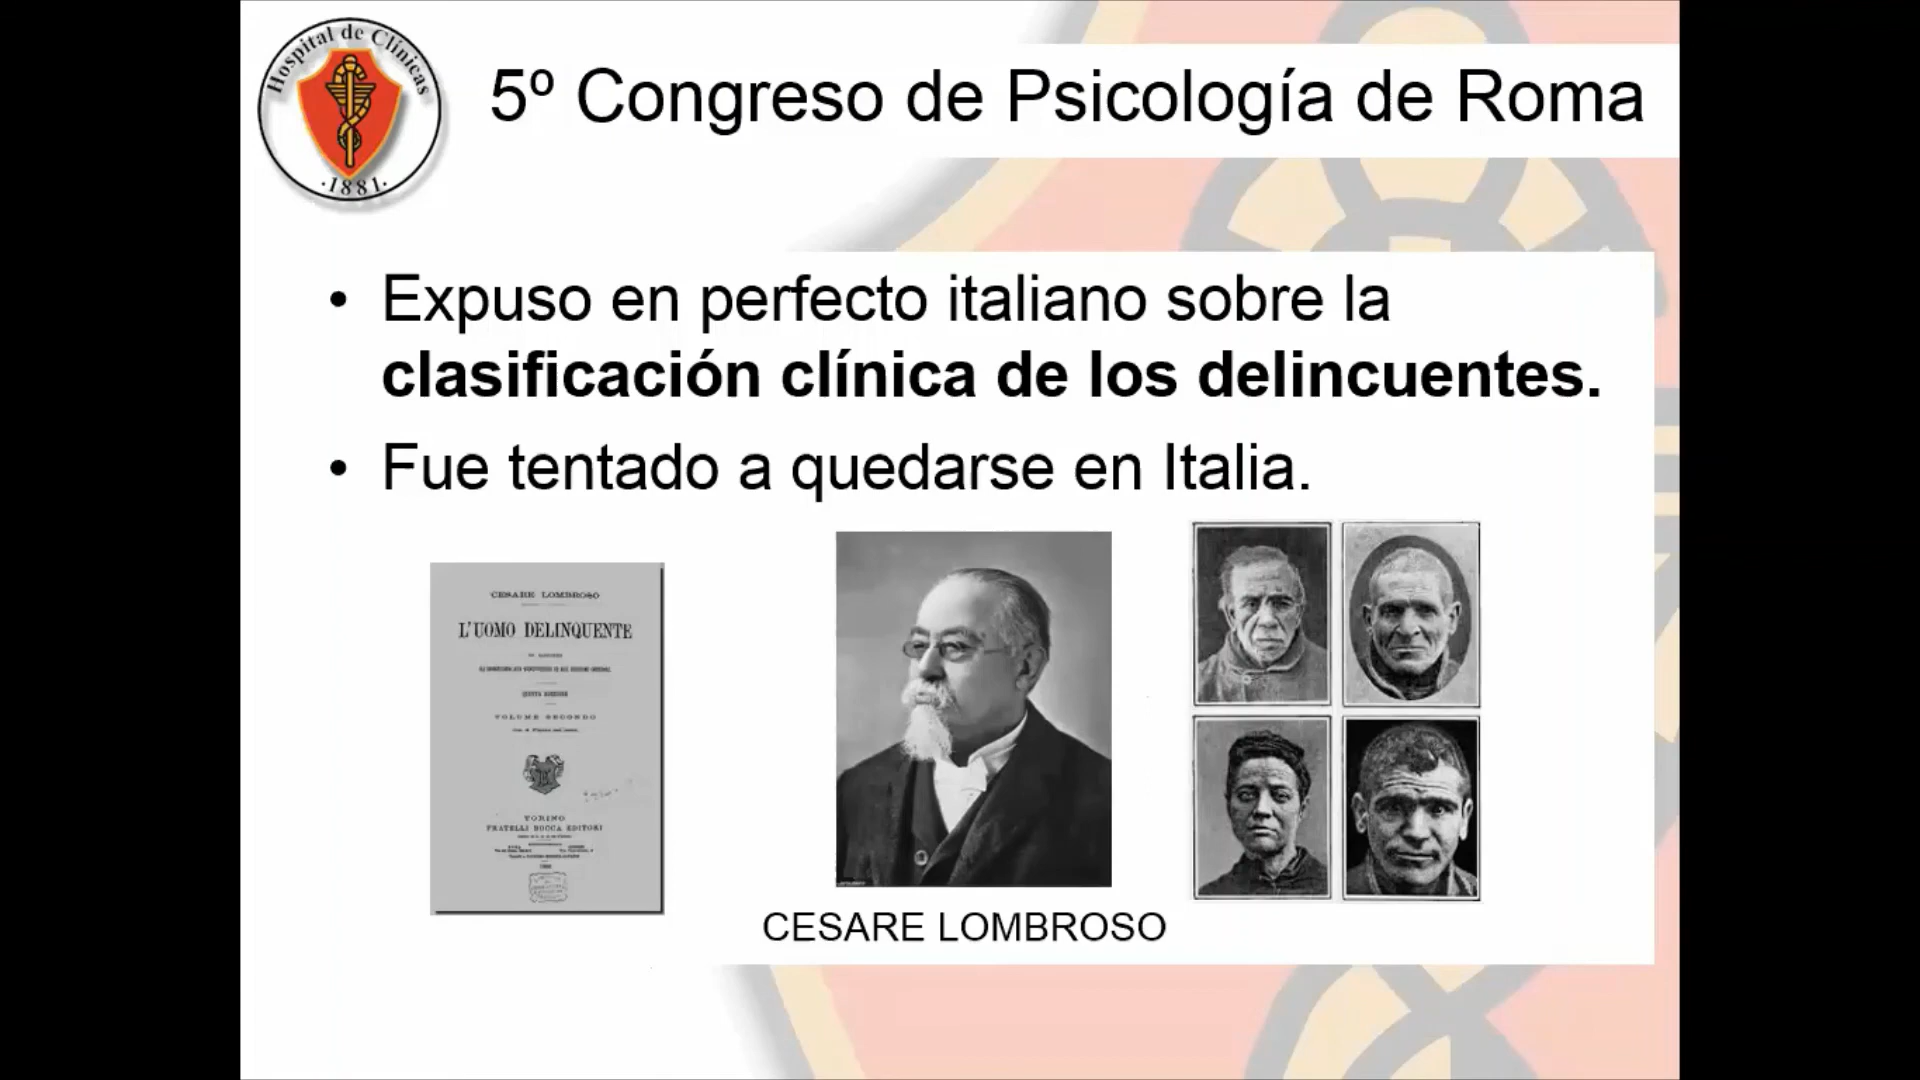 Hospital de Clínicas
·1881·
5º Congreso de Psicología de Roma
• Expuso en perfecto italiano sobre la
clasificación clínica de los delincuentes.
• Fue tentado a quedarse en Italia.
CESARE LOMBROSO
L'UOMO DELINQUENTE
QUINTA EDIZIONE
VOLUME SECONDO
TORINO
FRATELLI BOCCA EDITORI
CESARE LOMBROSO